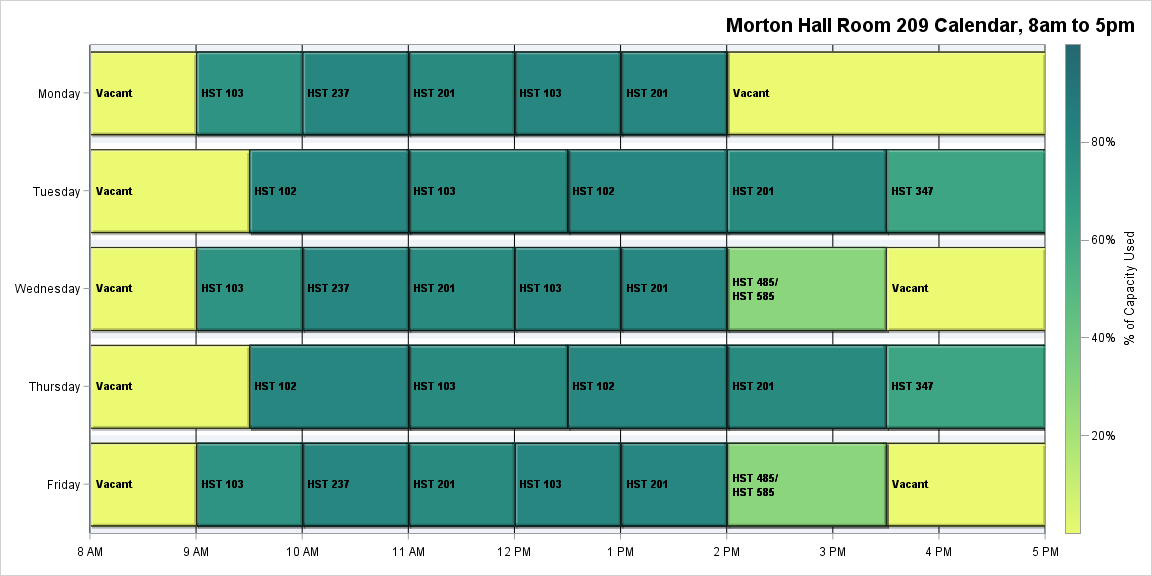 Morton Hall Room 209 Calendar, 8am to 5pm
Monday
Vacant
HST 103
HST 237
HST 201
HST 103
HST 201
Vacant
Tuesday
Vacant
HST 102
HST 103
HST 102
HST 201
HST 347
Wednesday
Vacant
HST 103
HST 237
HST 201
HST 103
HST 201
HST 485/
HST 585
Vacant
Thursday
Vacant
HST 102
HST 103
HST 102
HST 201
HST 347
Friday
Vacant
HST 103
HST 237
HST 201
HST 103
HST 201
HST 485/
HST 585
Vacant
8 AM
9 AM
10 AM
11 AM
12 PM
1 PM
2 PM
3 PM
4 PM
5 PM
80%
60%
40%
20%
% of Capacity Used